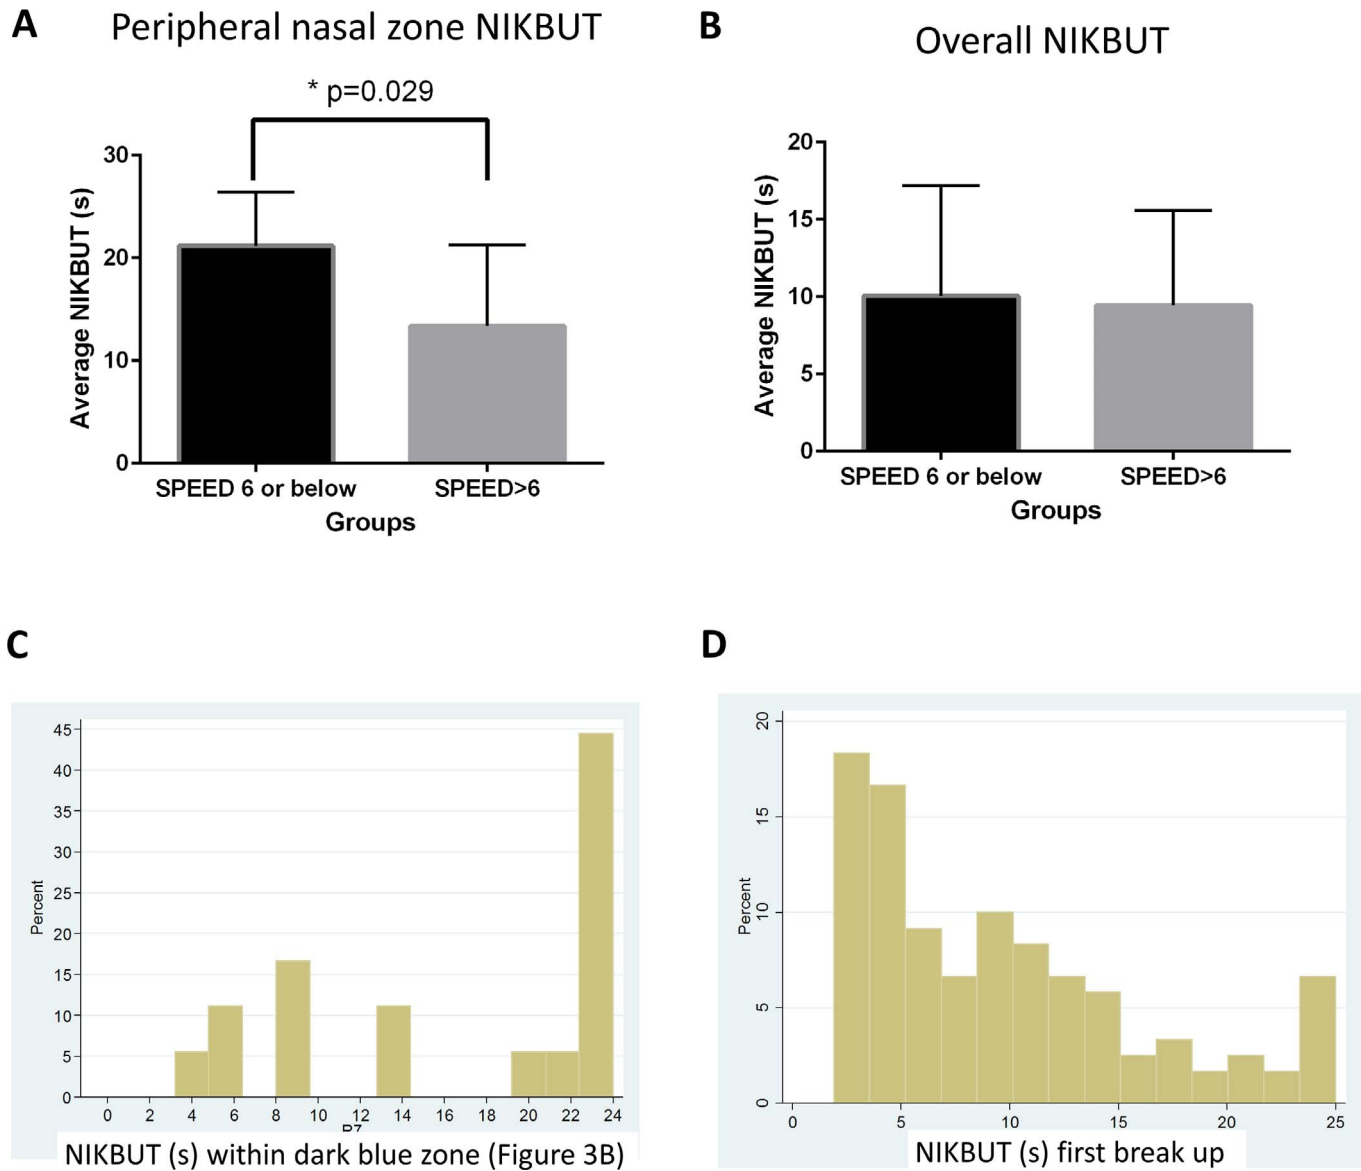 A
Peripheral nasal zone NIKBUT
* p=0.029
30
20
10
0
Average NIKBUT (s)
SPEED 6 or below
SPEED>6
Groups
B
Overall NIKBUT
20
15
10
5
0
Average NIKBUT (s)
SPEED 6 or below
SPEED>6
Groups
C
45
40
35
30
25
20
15
10
5
0
Percent
0 2 4 6 8 10 12 14 16 18 20 22 24
NIKBUT (s) within dark blue zone (Figure 3B)
D
20
15
10
5
0
Percent
0 5 10 15 20 25
NIKBUT (s) first break up